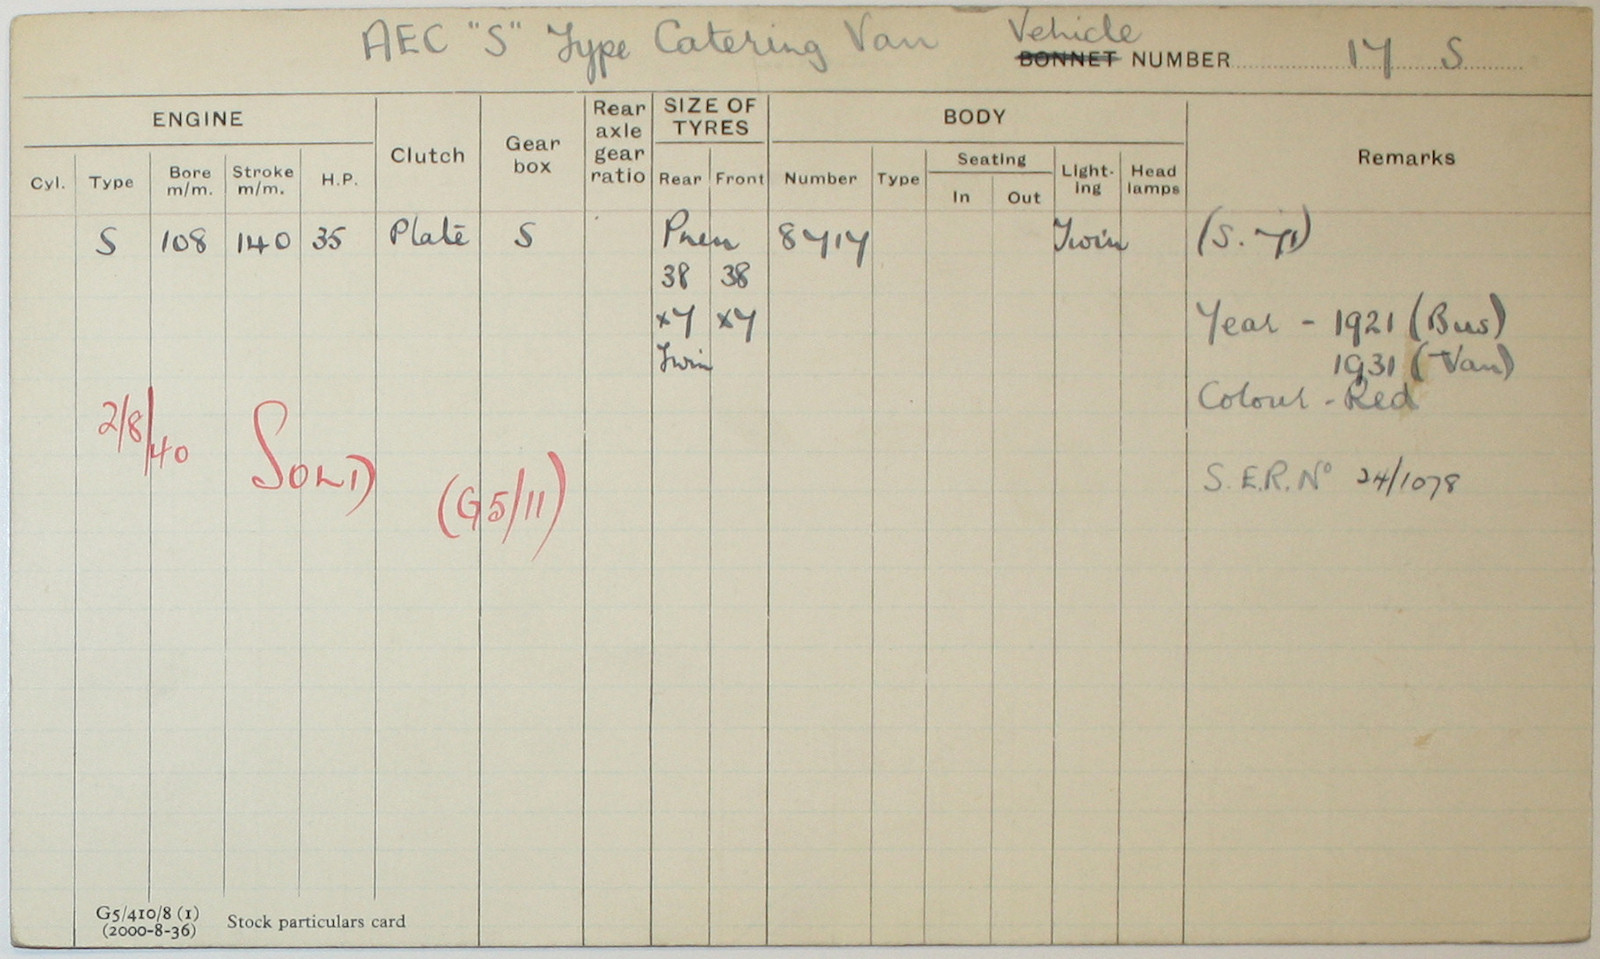 AEC "S" Type Catering Van Vehicle
BONNET NUMBER 17 S
ENGINE
Cyl. Type Bore m/m. Stroke m/m. H.P.
Clutch
Gear box
Rear axle gear ratio
SIZE OF TYRES
Rear Front
BODY
Number Type Seating In Out Light-ing Head lamps
Remarks
S 108 140 35 Plate S Pneu 8717 Twin
38 38
x7 x7
Twin
Year - 1921 (Bus)
1931 (Van)
Colour - Red
S.E.R. No 24/1078
2/8/40 SOLD (G5/11)
G5/410/8 (1)
(2000-8-36)
Stock particulars card